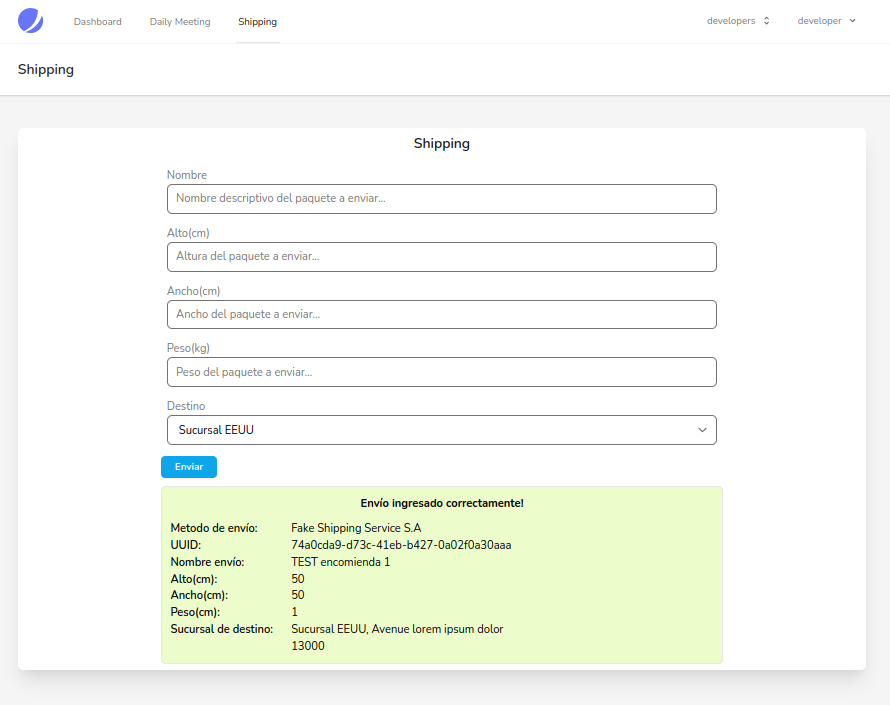 Dashboard Daily Meeting Shipping developers developer
Shipping
Shipping
Nombre
Nombre descriptivo del paquete a enviar...
Alto(cm)
Altura del paquete a enviar...
Ancho(cm)
Ancho del paquete a enviar...
Peso(kg)
Peso del paquete a enviar...
Destino
Sucursal EEUU
Enviar
Envío ingresado correctamente!
Metodo de envío: Fake Shipping Service S.A
UUID: 74a0cda9-d73c-41eb-b427-0a02f0a30aaa
Nombre envío: TEST encomienda 1
Alto(cm): 50
Ancho(cm): 50
Peso(cm): 1
Sucursal de destino: Sucursal EEUU, Avenue lorem ipsum dolor
13000